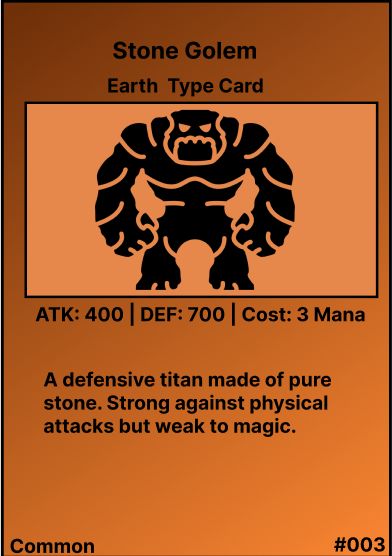 Stone Golem
Earth Type Card
ATK: 400 | DEF: 700 | Cost: 3 Mana
A defensive titan made of pure
stone. Strong against physical
attacks but weak to magic.
Common #003